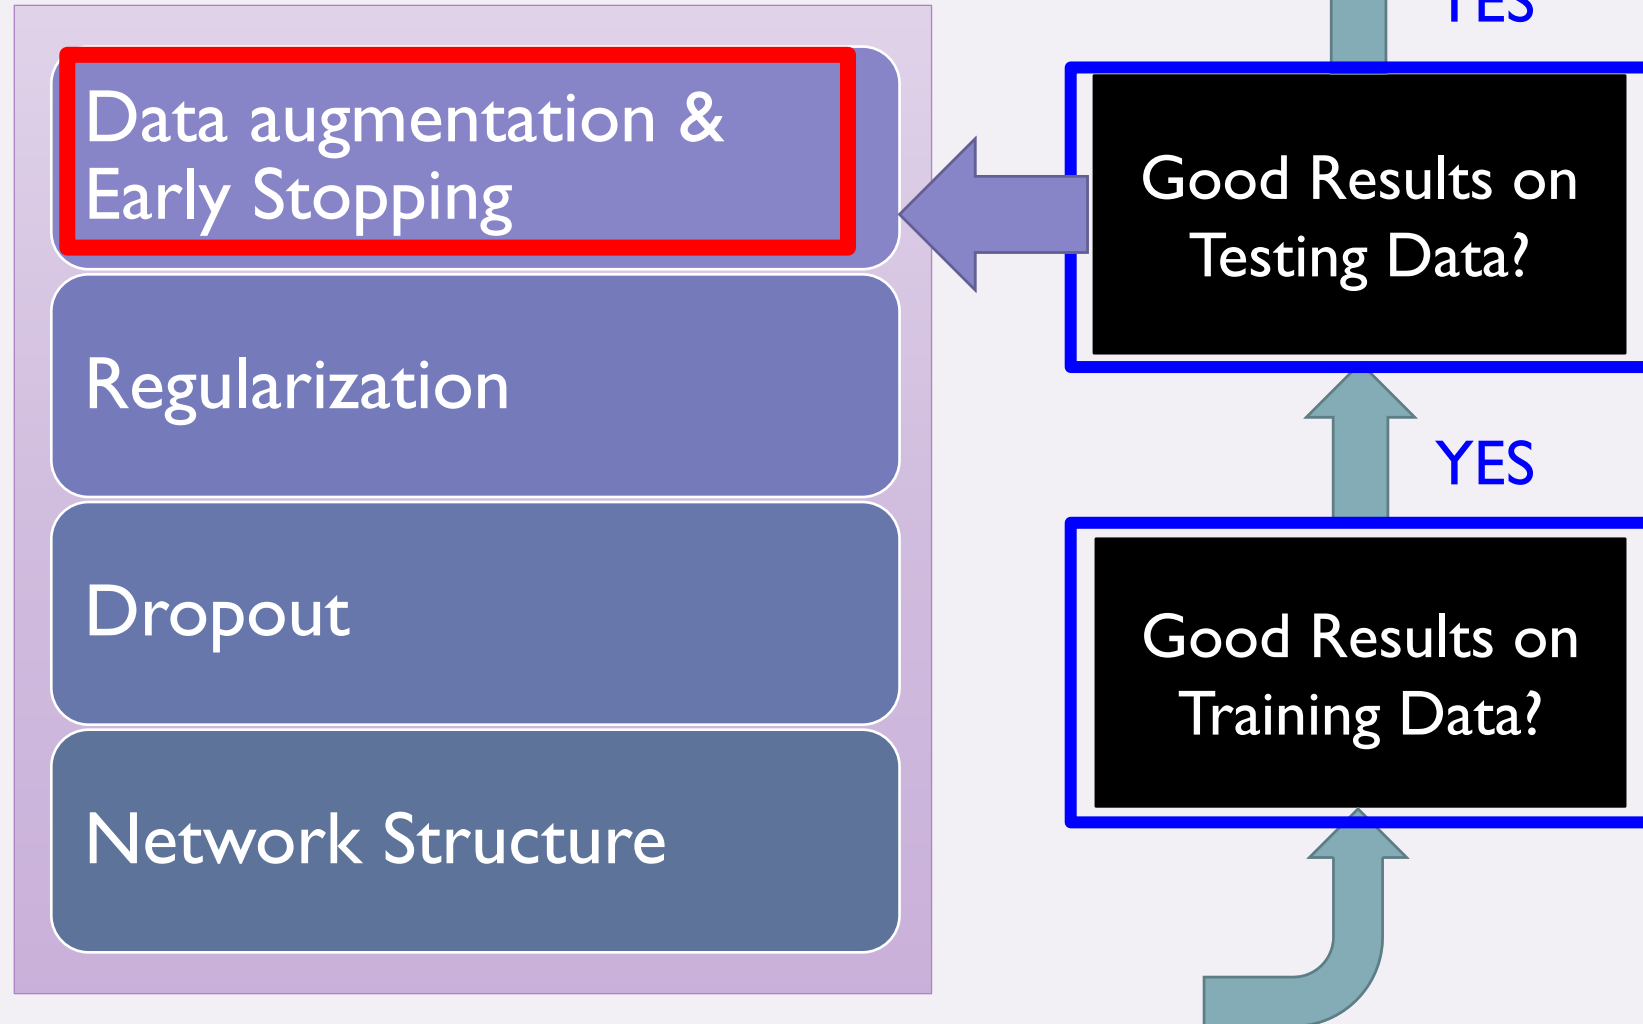 Data augmentation &
Early Stopping
Regularization
Dropout
Network Structure
YES
Good Results on
Testing Data?
YES
Good Results on
Training Data?